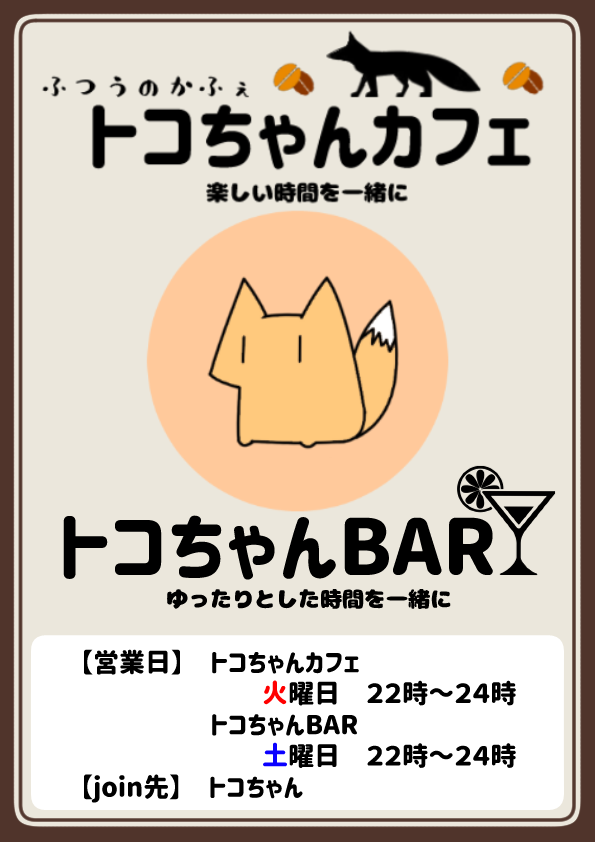 ふつうのかふぇ
トコちゃんカフェ
楽しい時間を一緒に
トコちゃんBAR
ゆったりとした時間を一緒に
【営業日】 トコちゃんカフェ
火曜日 22時～24時
トコちゃんBAR
土曜日 22時～24時
【join先】 トコちゃん